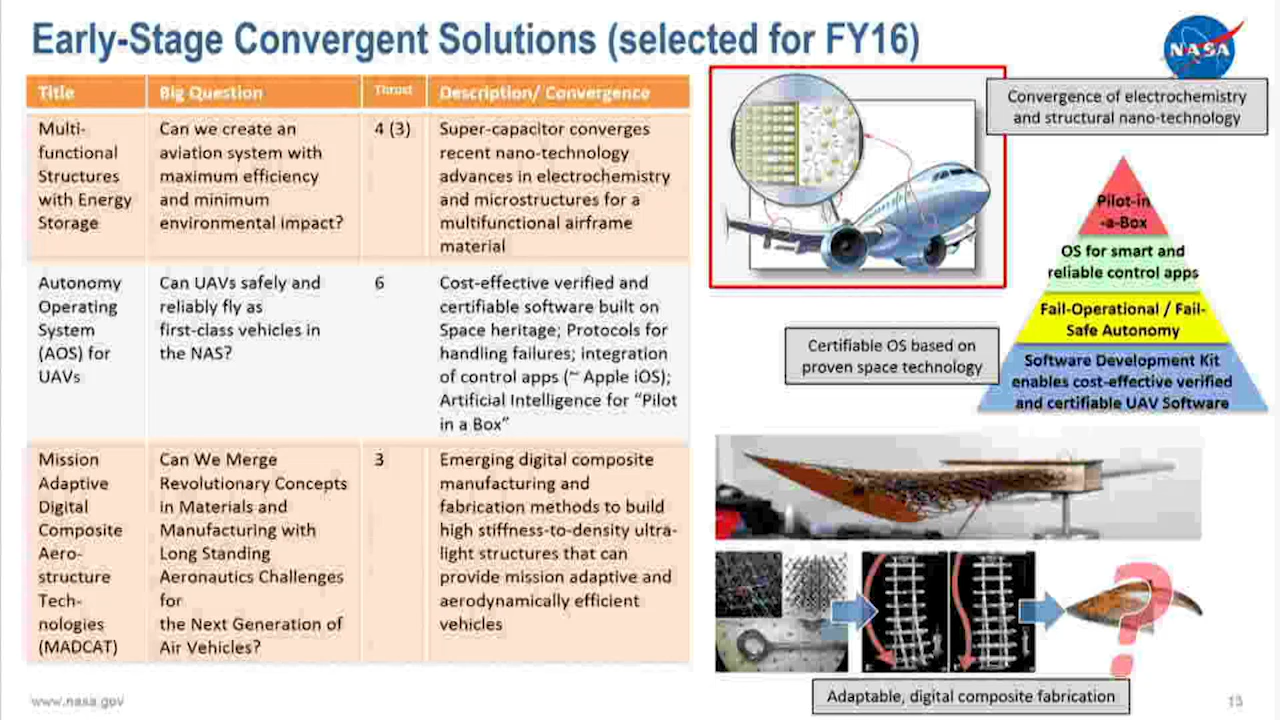 Early-Stage Convergent Solutions (selected for FY16)
NASA
Title
Big Question
Thrust
Description/ Convergence
Multi-
functional
Structures
with Energy
Storage
Can we create an
aviation system with
maximum efficiency
and minimum
environmental impact?
4 (3)
Super-capacitor converges
recent nano-technology
advances in electrochemistry
and microstructures for a
multifunctional airframe
material
Autonomy
Operating
System
(AOS) for
UAVs
Can UAVs safely and
reliably fly as
first-class vehicles in
the NAS?
6
Cost-effective verified and
certifiable software built on
Space heritage; Protocols for
handling failures; integration
of control apps (~ Apple iOS);
Artificial Intelligence for “Pilot
in a Box”
Mission
Adaptive
Digital
Composite
Aero-
structure
Tech-
nologies
(MADCAT)
Can We Merge
Revolutionary Concepts
in Materials and
Manufacturing with
Long Standing
Aeronautics Challenges
for
the Next Generation of
Air Vehicles?
3
Emerging digital composite
manufacturing and
fabrication methods to build
high stiffness-to-density ultra-
light structures that can
provide mission adaptive and
aerodynamically efficient
vehicles
Convergence of electrochemistry
and structural nano-technology
Pilot-in
-a-Box
OS for smart and
reliable control apps
Fail-Operational / Fail-
Safe Autonomy
Software Development Kit
enables cost-effective verified
and certifiable UAV Software
Certifiable OS based on
proven space technology
?
Adaptable, digital composite fabrication
www.nasa.gov
13